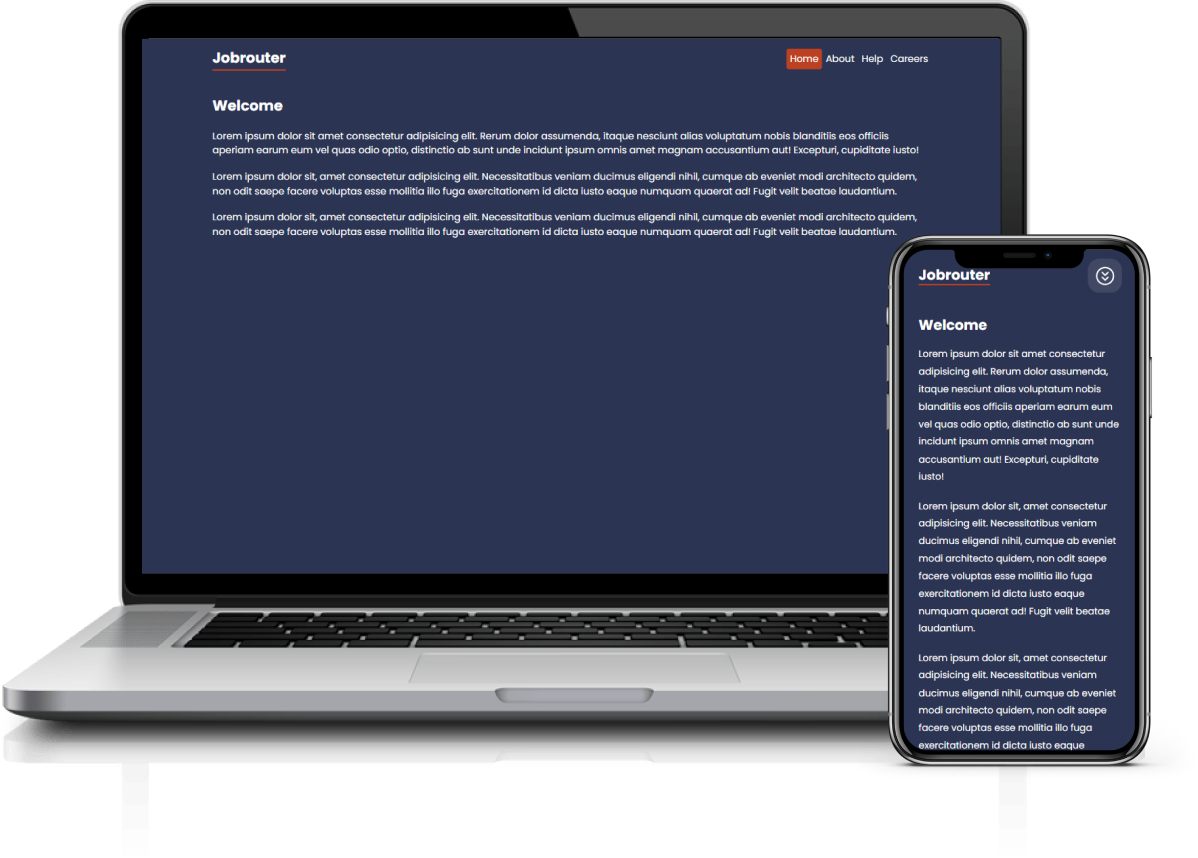 Jobrouter
Home About Help Careers
Welcome
Lorem ipsum dolor sit amet consectetur adipisicing elit. Rerum dolor assumenda, itaque nesciunt alias voluptatum nobis blanditiis eos officiis
aperiam earum eum vel quas odio optio, distinctio ab sunt unde incidunt ipsum omnis amet magnam accusantium aut! Excepturi, cupiditate iusto!
Lorem ipsum dolor sit, amet consectetur adipisicing elit. Necessitatibus veniam ducimus eligendi nihil, cumque ab eveniet modi architecto quidem,
non odit saepe facere voluptas esse mollitia illo fuga exercitationem id dicta iusto eaque numquam quaerat ad! Fugit velit beatae laudantium.
Lorem ipsum dolor sit, amet consectetur adipisicing elit. Necessitatibus veniam ducimus eligendi nihil, cumque ab eveniet modi architecto quidem,
non odit saepe facere voluptas esse mollitia illo fuga exercitationem id dicta iusto eaque numquam quaerat ad! Fugit velit beatae laudantium.
Jobrouter
Welcome
Lorem ipsum dolor sit amet consectetur
adipisicing elit. Rerum dolor assumenda,
itaque nesciunt alias voluptatum nobis
blanditiis eos officiis aperiam earum eum
vel quas odio optio, distinctio ab sunt unde
incidunt ipsum omnis amet magnam
accusantium aut! Excepturi, cupiditate
iusto!
Lorem ipsum dolor sit, amet consectetur
adipisicing elit. Necessitatibus veniam
ducimus eligendi nihil, cumque ab eveniet
modi architecto quidem, non odit saepe
facere voluptas esse mollitia illo fuga
exercitationem id dicta iusto eaque
numquam quaerat ad! Fugit velit beatae
laudantium.
Lorem ipsum dolor sit, amet consectetur
adipisicing elit. Necessitatibus veniam
ducimus eligendi nihil, cumque ab eveniet
modi architecto quidem, non odit saepe
facere voluptas esse mollitia illo fuga
exercitationem id dicta iusto eaque